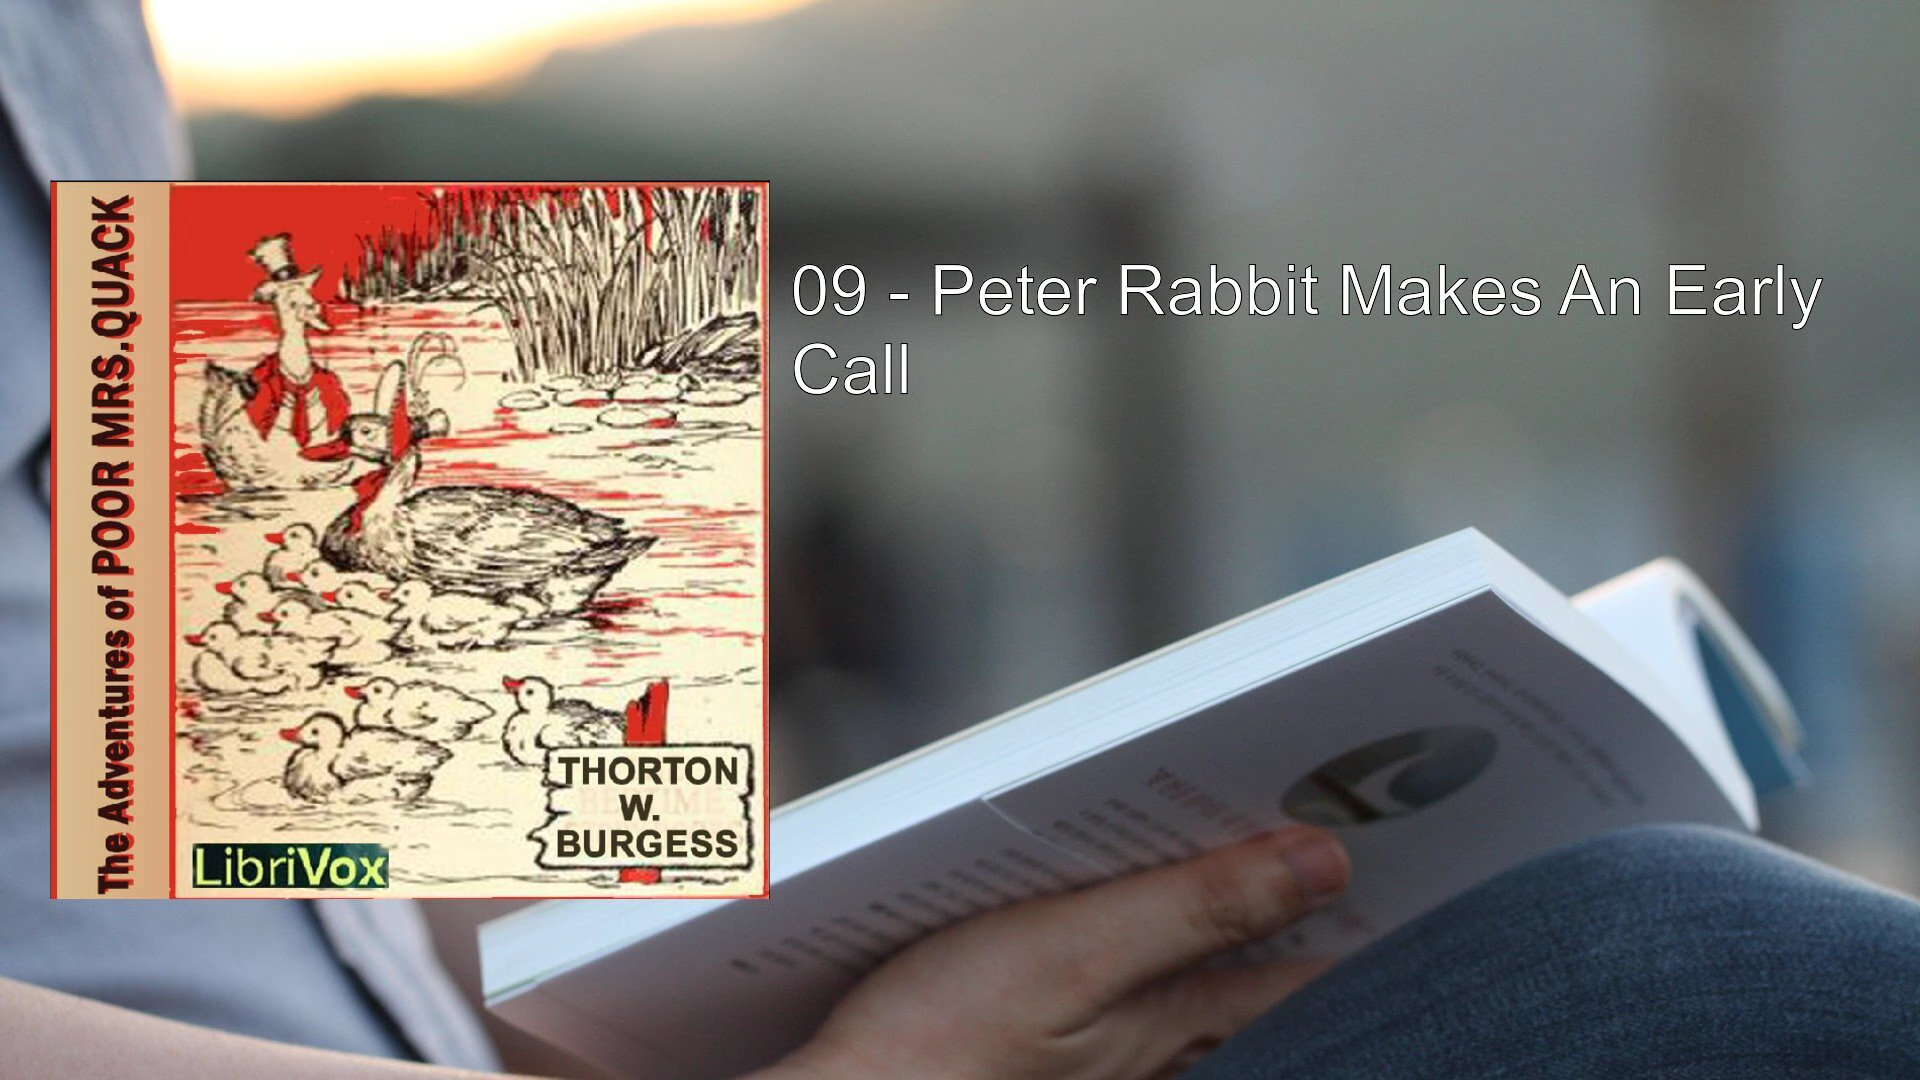 The Adventures of POOR MRS.QUACK
09 - Peter Rabbit Makes An Early
Call
THORTON
W.
BURGESS
LibriVox